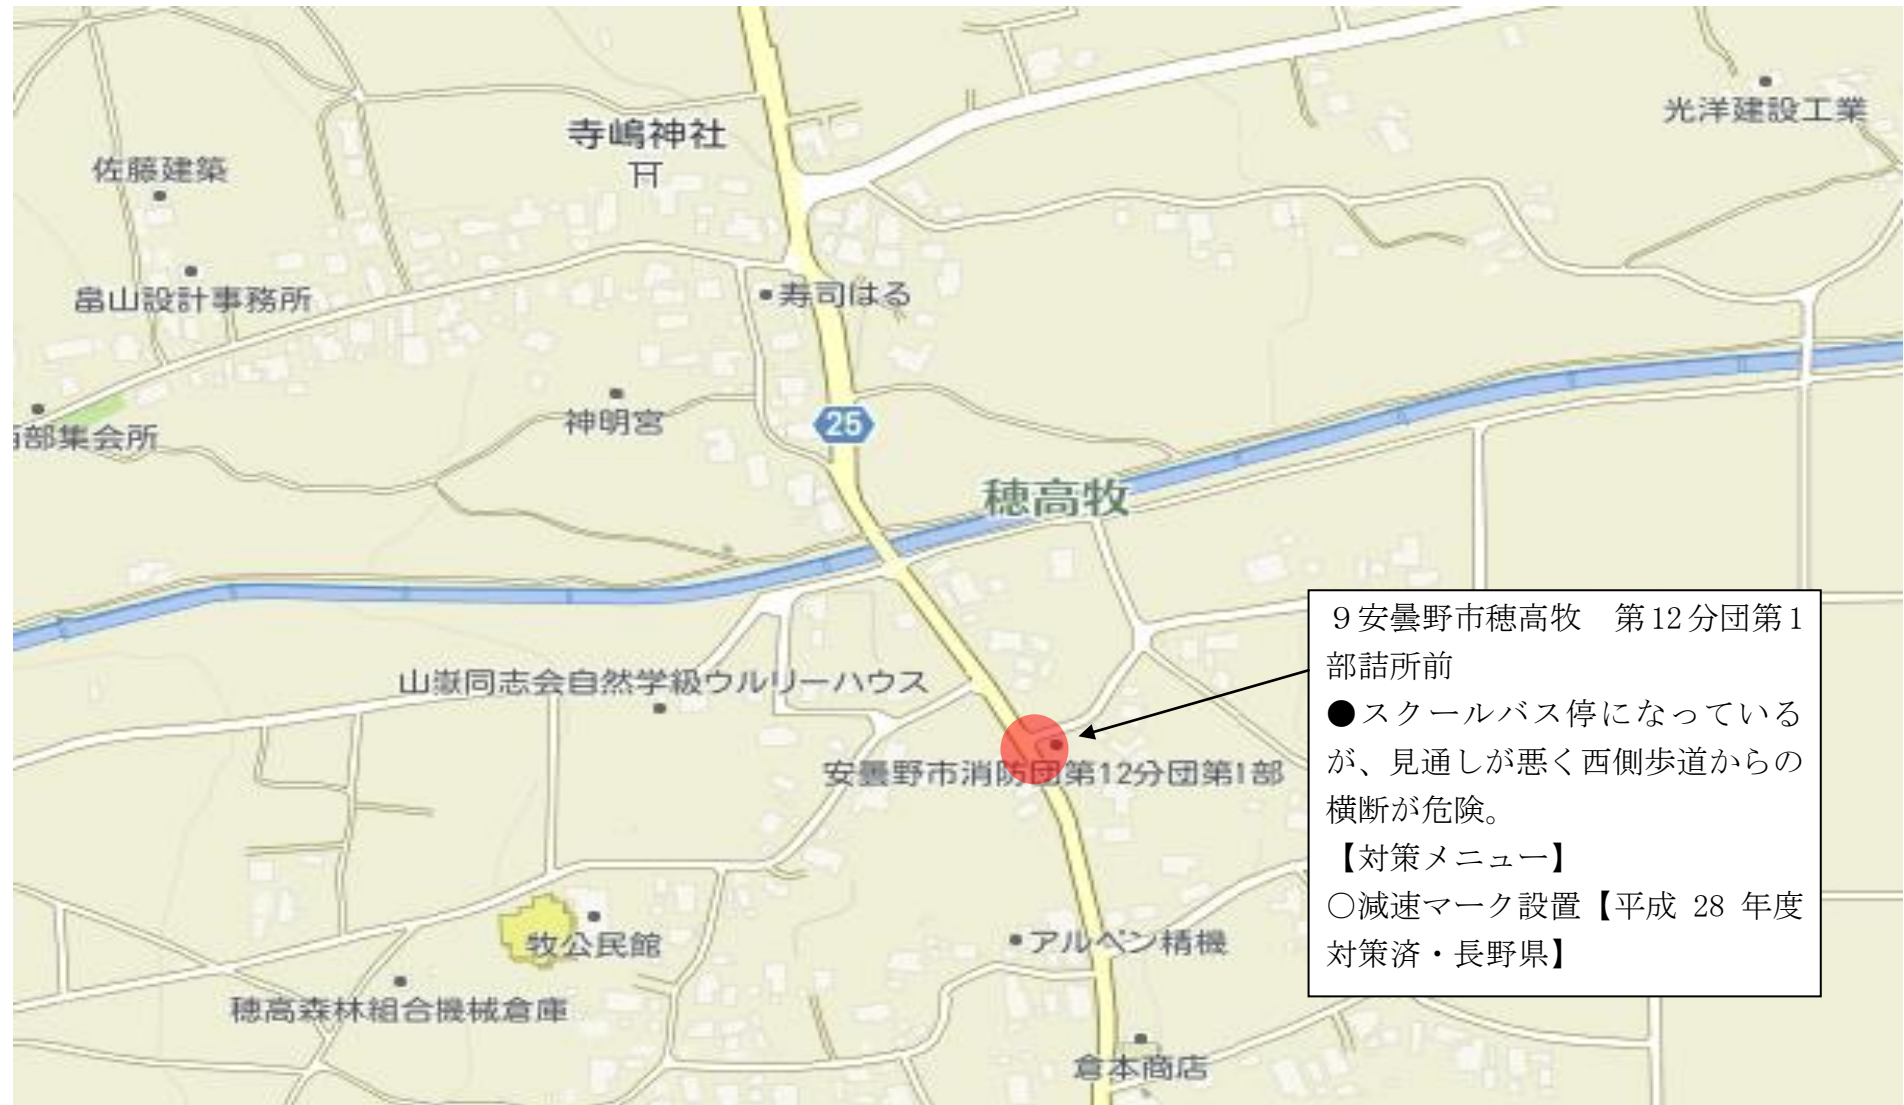 光洋建設工業
寺嶋神社
佐藤建築
畠山設計事務所
寿司はる
神明宮
部集会所
25
穂高牧
９安曇野市穂高牧　第12分団第1
部詰所前
●スクールバス停になっている
が、見通しが悪く西側歩道からの
横断が危険。
【対策メニュー】
○減速マーク設置【平成 28 年度
対策済・長野県】
山嶽同志会自然学級ウルリーハウス
安曇野市消防団第12分団第1部
牧公民館
アルペン精機
穂高森林組合機械倉庫
倉本商店